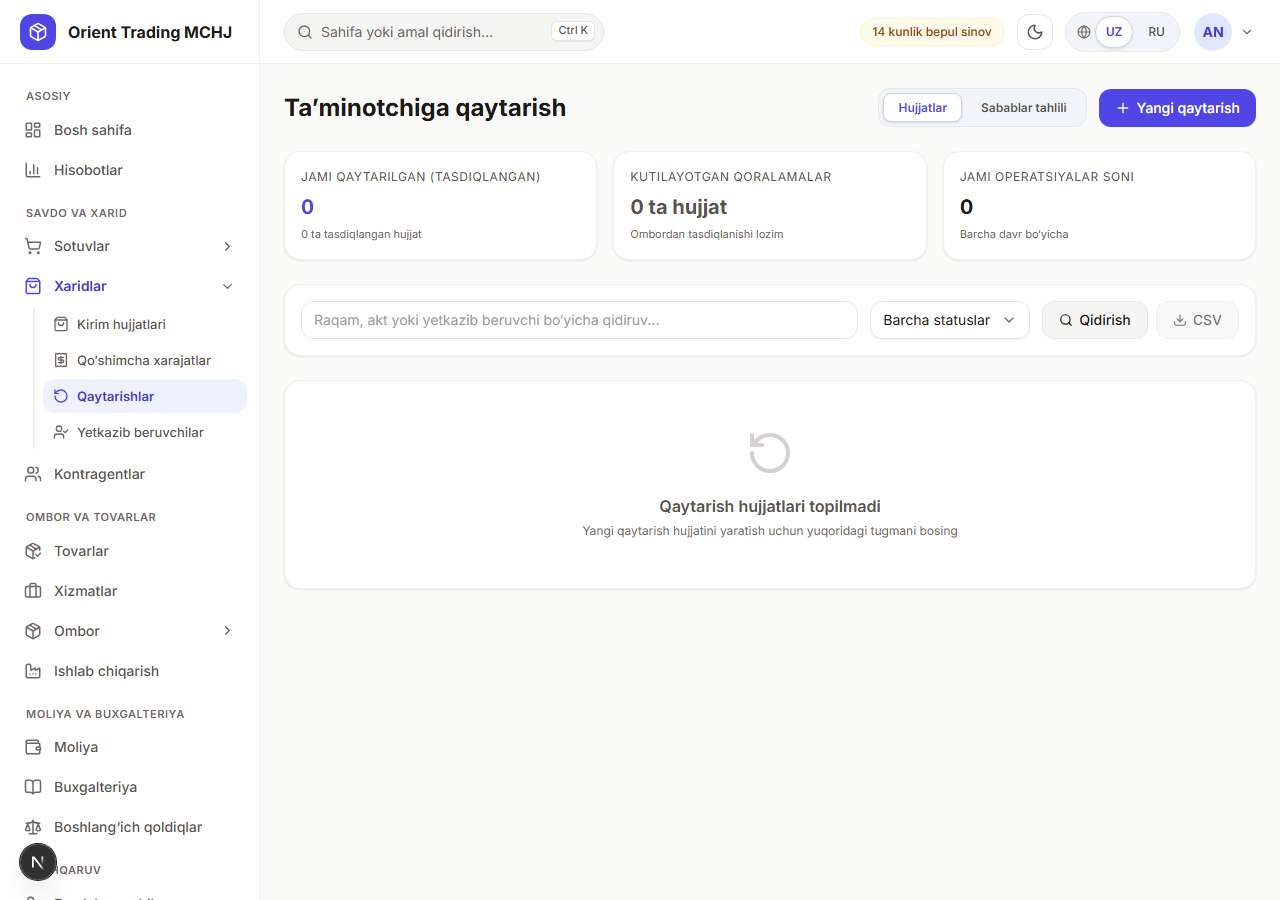 Orient Trading MCHJ
Sahifa yoki amal qidirish...
Ctrl K
14 kunlik bepul sinov
UZ
RU
AN
ASOSIY
Bosh sahifa
Hisobotlar
SAVDO VA XARID
Sotuvlar
Xaridlar
Kirim hujjatlari
Qo‘shimcha xarajatlar
Qaytarishlar
Yetkazib beruvchilar
Kontragentlar
OMBOR VA TOVARLAR
Tovarlar
Xizmatlar
Ombor
Ishlab chiqarish
MOLIYA VA BUXGALTERIYA
Moliya
Buxgalteriya
Boshlang‘ich qoldiqlar
N
Ta’minotchiga qaytarish
Hujjatlar
Sabablar tahlili
Yangi qaytarish
JAMI QAYTARILGAN (TASDIQLANGAN)
0
0 ta tasdiqlangan hujjat
KUTILAYOTGAN QORALAMALAR
0 ta hujjat
Ombordan tasdiqlanishi lozim
JAMI OPERATSIYALAR SONI
0
Barcha davr bo‘yicha
Raqam, akt yoki yetkazib beruvchi bo‘yicha qidiruv...
Barcha statuslar
Qidirish
CSV
Qaytarish hujjatlari topilmadi
Yangi qaytarish hujjatini yaratish uchun yuqoridagi tugmani bosing